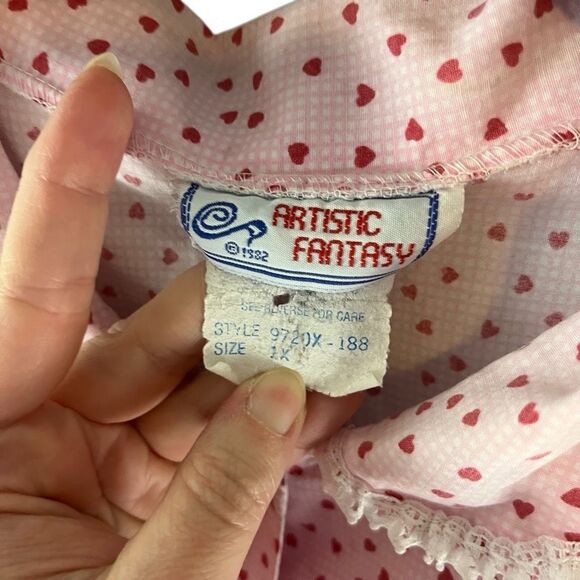 ARTISTIC
FANTASY
© 1982
SEE REVERSE FOR CARE
STYLE 9720X-188
SIZE 1X